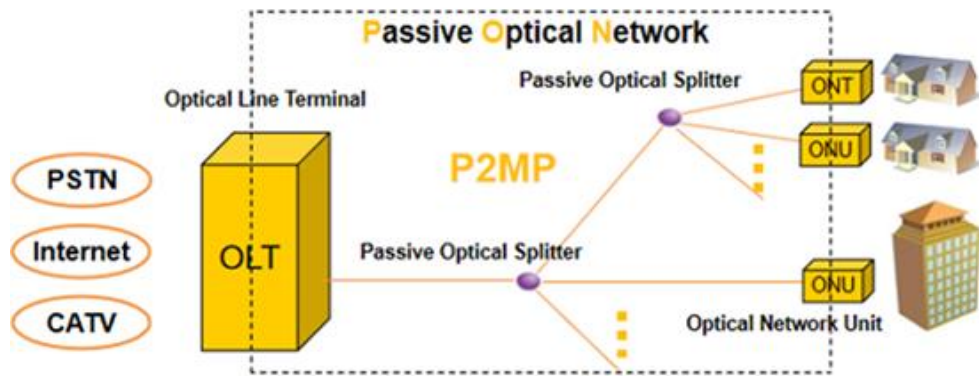 Passive Optical Network
Passive Optical Splitter
ONT
Optical Line Terminal
ONU
PSTN
P2MP
Internet
OLT
Passive Optical Splitter
ONU
CATV
Optical Network Unit